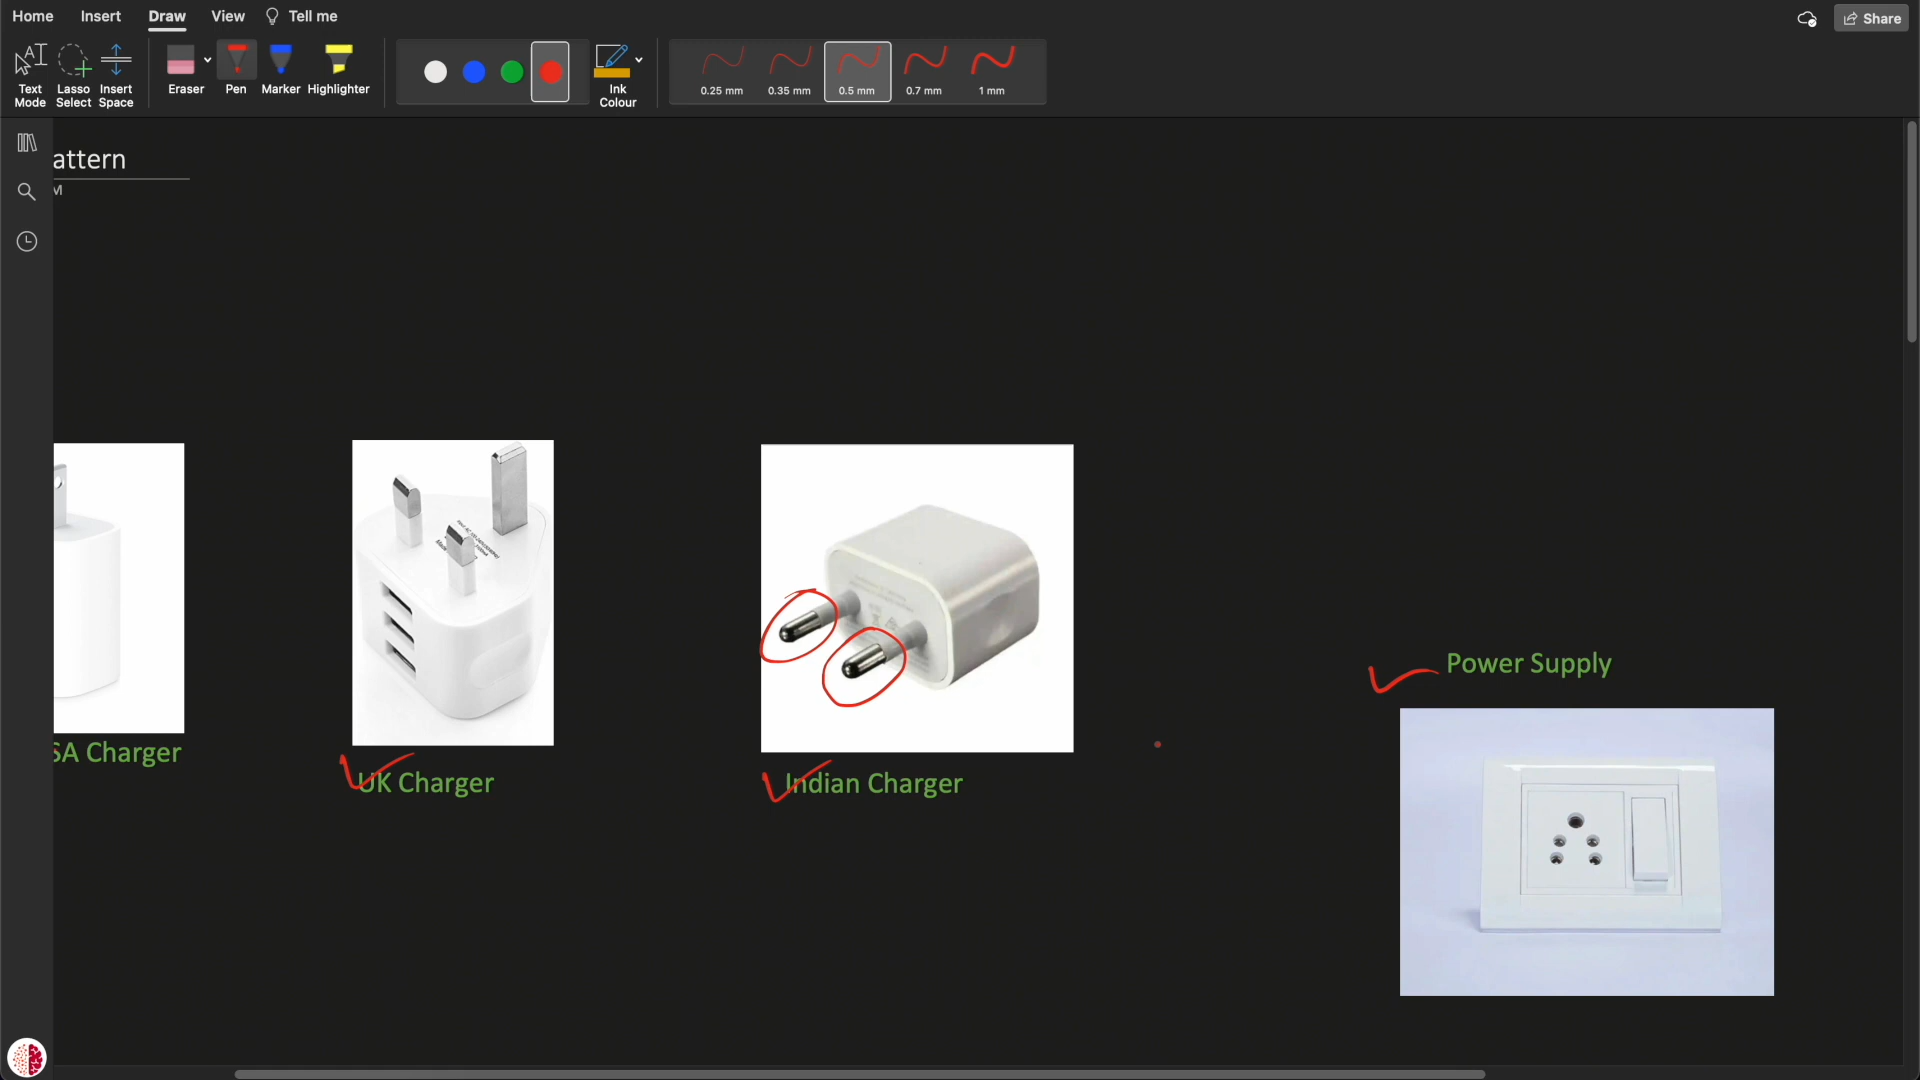 Home Insert Draw View Tell me
Share
Text Mode
Lasso Select
Insert Space
Eraser
Pen
Marker
Highlighter
Ink Colour
0.25 mm
0.35 mm
0.5 mm
0.7 mm
1 mm
attern
M
SA Charger
UK Charger
Indian Charger
Power Supply